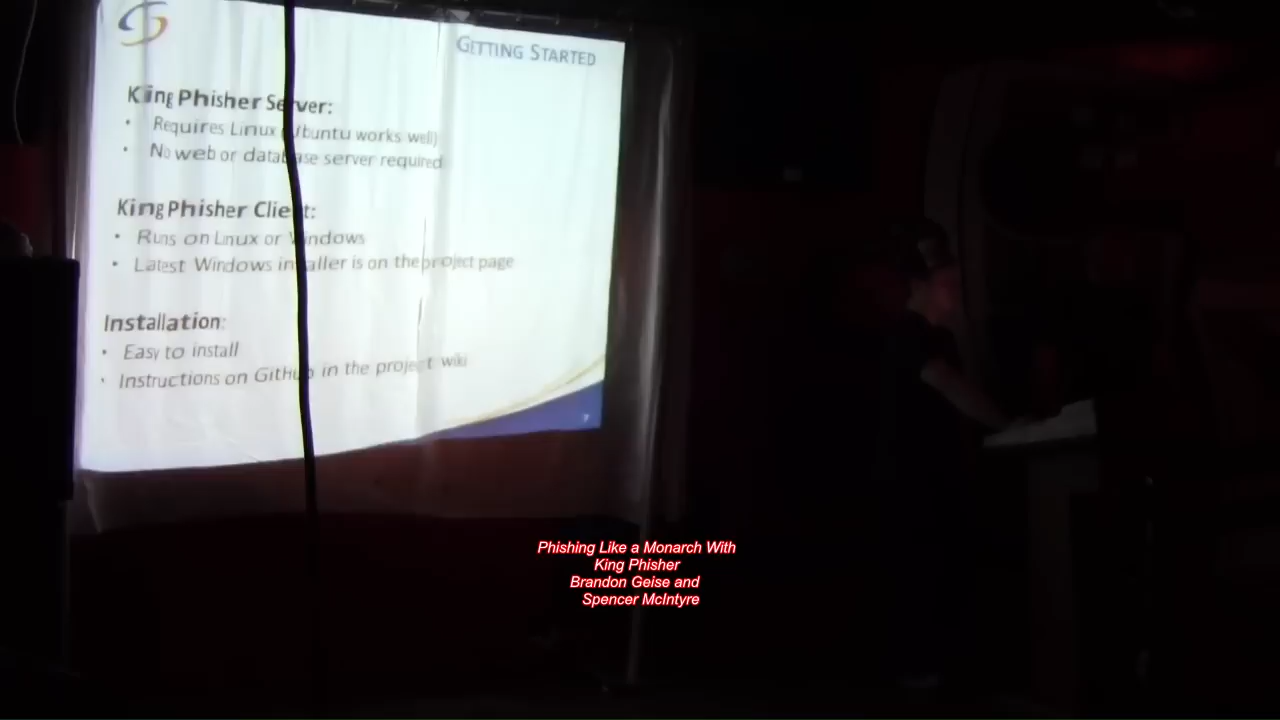 GETTING STARTED
King Phisher Server:
• Requires Linux (Ubuntu works well)
• No web or database server required
King Phisher Client:
• Runs on Linux or Windows
• Latest Windows installer is on the project page
Installation:
• Easy to install
• Instructions on GitHub in the project wiki
7
Phishing Like a Monarch With
King Phisher
Brandon Geise and
Spencer McIntyre